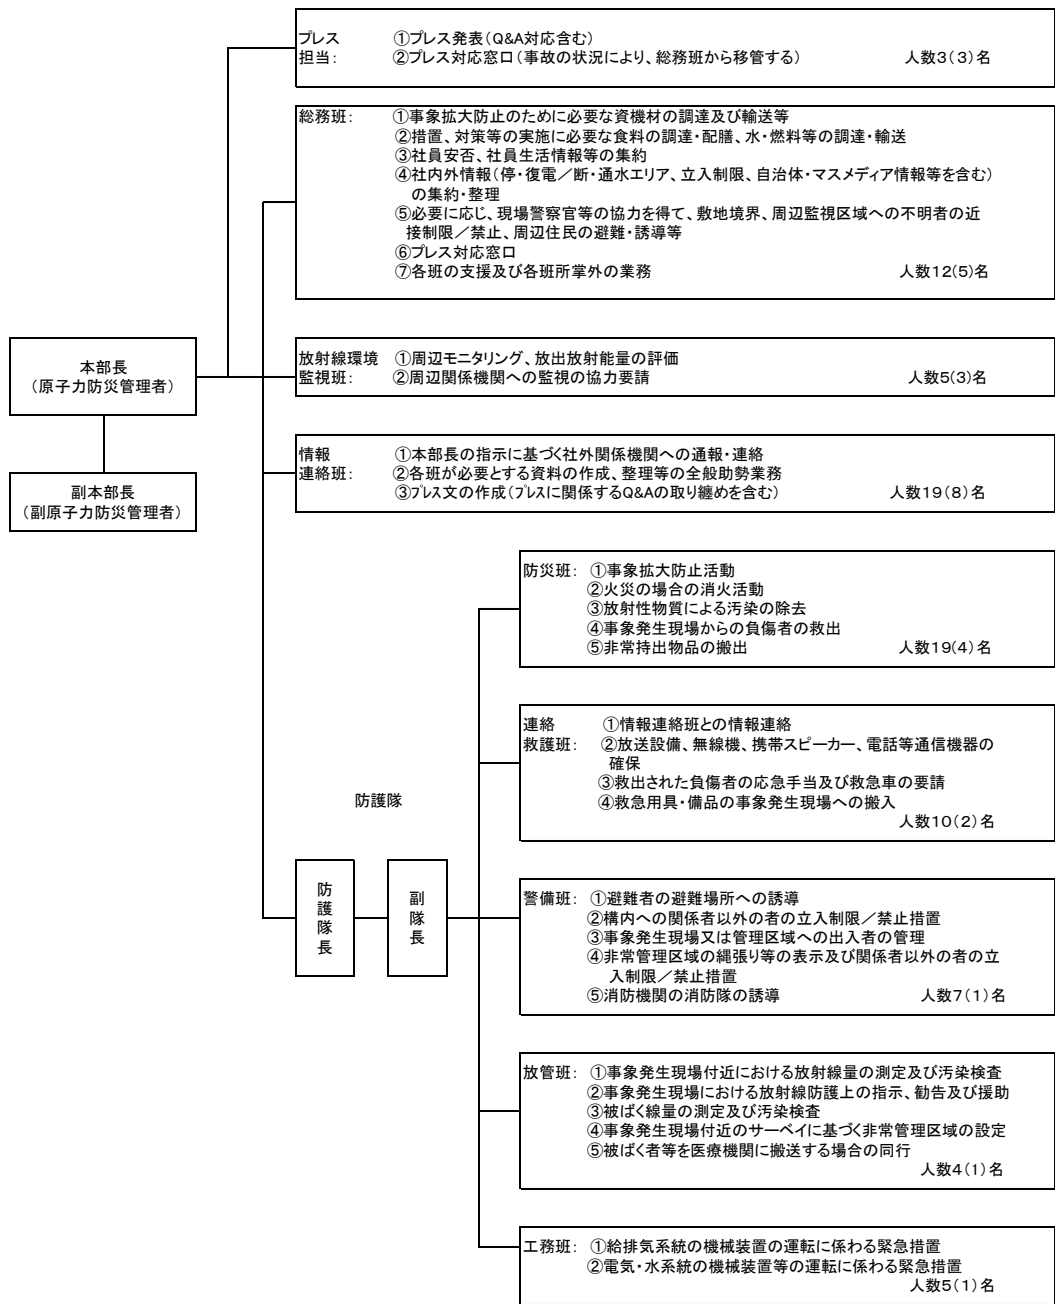 プレス ①プレス発表(Q&A対応含む)
担当: ②プレス対応窓口(事故の状況により、総務班から移管する) 人数3(3)名
総務班: ①事象拡大防止のために必要な資機材の調達及び輸送等
②措置、対策等の実施に必要な食料の調達・配膳、水・燃料等の調達・輸送
③社員安否、社員生活情報等の集約
④社内外情報(停・復電/断・通水エリア、立入制限、自治体・マスメディア情報等を含む)
の集約・整理
⑤必要に応じ、現場警察官等の協力を得て、敷地境界、周辺監視区域への不明者の近
接制限/禁止、周辺住民の避難・誘導等
⑥プレス対応窓口
⑦各班の支援及び各班所掌外の業務 人数12(5)名
本部長
(原子力防災管理者)
副本部長
(副原子力防災管理者)
放射線環境 ①周辺モニタリング、放出放射能量の評価
監視班: ②周辺関係機関への監視の協力要請 人数5(3)名
情報 ①本部長の指示に基づく社外関係機関への通報・連絡
連絡班: ②各班が必要とする資料の作成、整理等の全般助勢業務
③プレス文の作成(プレスに関係するQ&Aの取り纏めを含む) 人数19(8)名
防護隊
防護隊長
副隊長
防災班: ①事象拡大防止活動
②火災の場合の消火活動
③放射性物質による汚染の除去
④事象発生現場からの負傷者の救出
⑤非常持出物品の搬出 人数19(4)名
連絡 ①情報連絡班との情報連絡
救護班: ②放送設備、無線機、携帯スピーカー、電話等通信機器の
確保
③救出された負傷者の応急手当及び救急車の要請
④救急用具・備品の事象発生現場への搬入
人数10(2)名
警備班: ①避難者の避難場所への誘導
②構内への関係者以外の者の立入制限/禁止措置
③事象発生現場又は管理区域への出入者の管理
④非常管理区域の縄張り等の表示及び関係者以外の者の立
入制限/禁止措置
⑤消防機関の消防隊の誘導 人数7(1)名
放管班: ①事象発生現場付近における放射線量の測定及び汚染検査
②事象発生現場における放射線防護上の指示、勧告及び援助
③被ばく線量の測定及び汚染検査
④事象発生現場付近のサーベイに基づく非常管理区域の設定
⑤被ばく者等を医療機関に搬送する場合の同行
人数4(1)名
工務班: ①給排気系統の機械装置の運転に係わる緊急措置
②電気・水系統の機械装置等の運転に係わる緊急措置
人数5(1)名